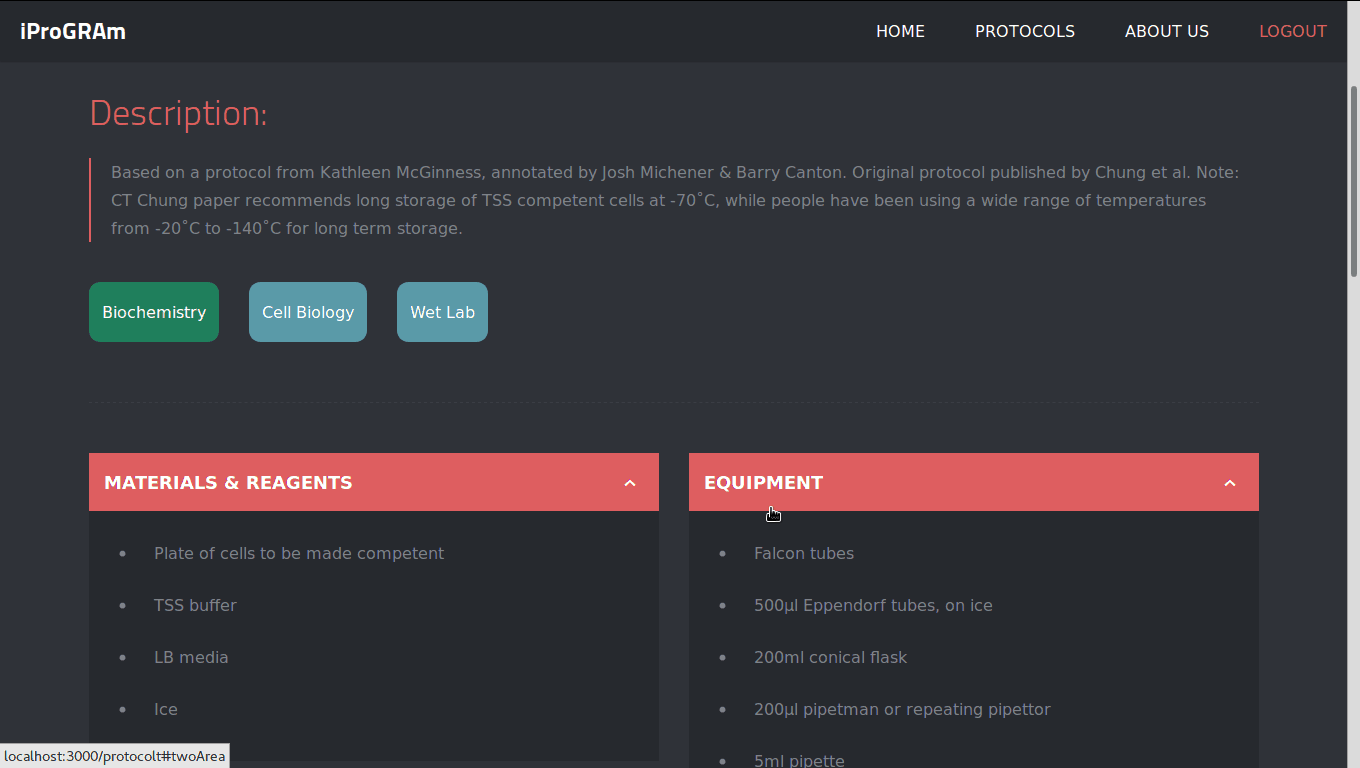 iProGRAm
HOME PROTOCOLS ABOUT US LOGOUT
Description:
Based on a protocol from Kathleen McGinness, annotated by Josh Michener & Barry Canton. Original protocol published by Chung et al. Note:
CT Chung paper recommends long storage of TSS competent cells at -70˚C, while people have been using a wide range of temperatures
from -20˚C to -140˚C for long term storage.
Biochemistry Cell Biology Wet Lab
MATERIALS & REAGENTS
Plate of cells to be made competent
TSS buffer
LB media
Ice
EQUIPMENT
Falcon tubes
500µl Eppendorf tubes, on ice
200ml conical flask
200µl pipetman or repeating pipettor
5ml pipette
localhost:3000/protocolt#twoArea